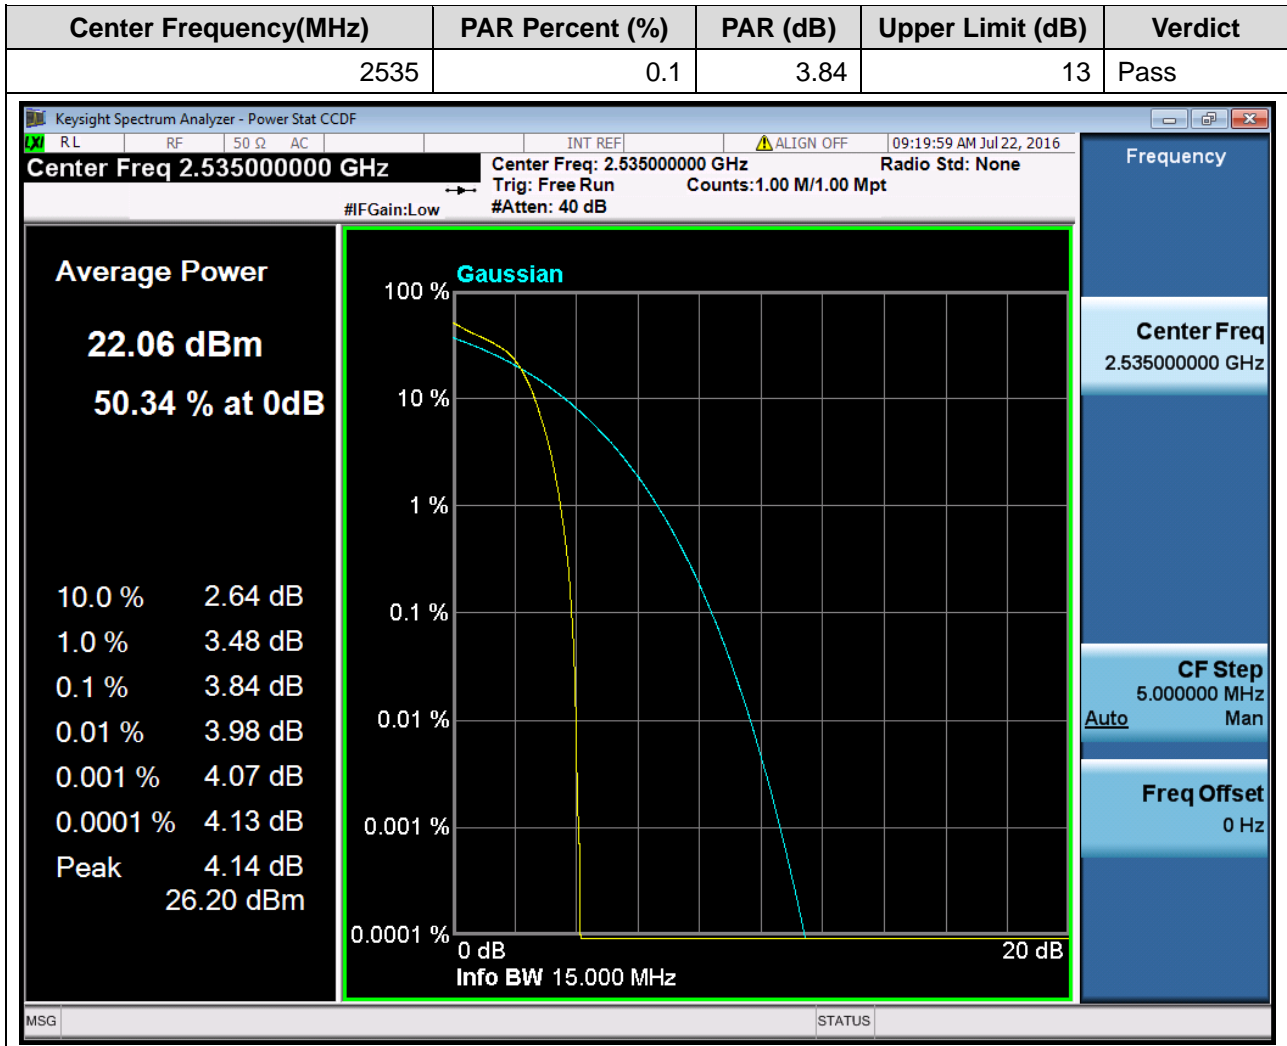 Center Frequency(MHz) PAR Percent (%) PAR (dB) Upper Limit (dB) Verdict
2535 0.1 3.84 13 Pass
Keysight Spectrum Analyzer - Power Stat CCDF
LXI RL RF 50 Ω AC INT REF ALIGN OFF 09:19:59 AM Jul 22, 2016
Center Freq 2.535000000 GHz
Center Freq: 2.535000000 GHz Radio Std: None
Trig: Free Run Counts:1.00 M/1.00 Mpt
#IFGain:Low #Atten: 40 dB
Frequency
Average Power
22.06 dBm
50.34 % at 0dB
10.0 % 2.64 dB
1.0 % 3.48 dB
0.1 % 3.84 dB
0.01 % 3.98 dB
0.001 % 4.07 dB
0.0001 % 4.13 dB
Peak 4.14 dB
26.20 dBm
Gaussian
100 %
10 %
1 %
0.1 %
0.01 %
0.001 %
0.0001 %
0 dB 20 dB
Info BW 15.000 MHz
Center Freq
2.535000000 GHz
CF Step
5.000000 MHz
Auto Man
Freq Offset
0 Hz
MSG STATUS